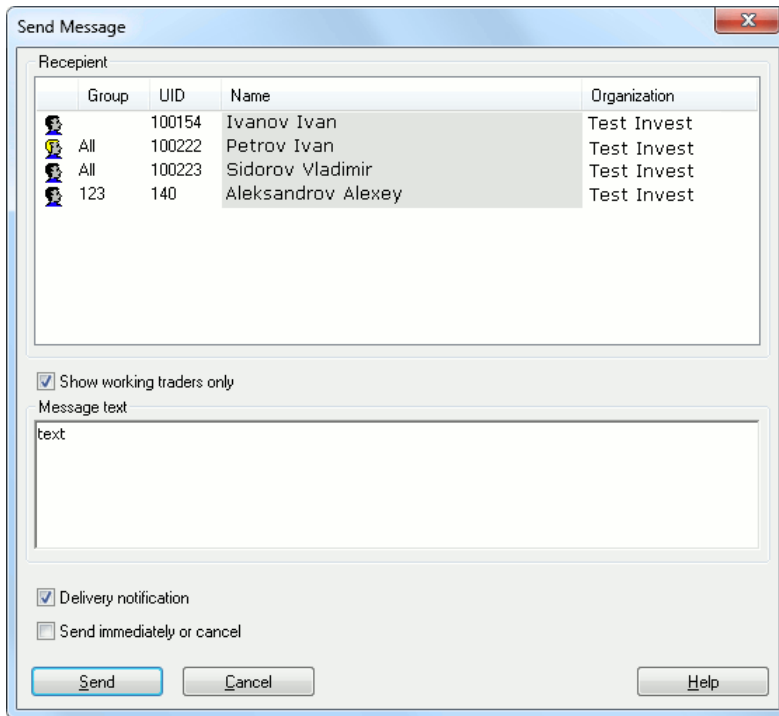 Send Message
Recepient
Group UID Name Organization
100154 Ivanov Ivan Test Invest
All 100222 Petrov Ivan Test Invest
All 100223 Sidorov Vladimir Test Invest
123 140 Aleksandrov Alexey Test Invest
Show working traders only
Message text
text
Delivery notification
Send immediately or cancel
Send Cancel Help